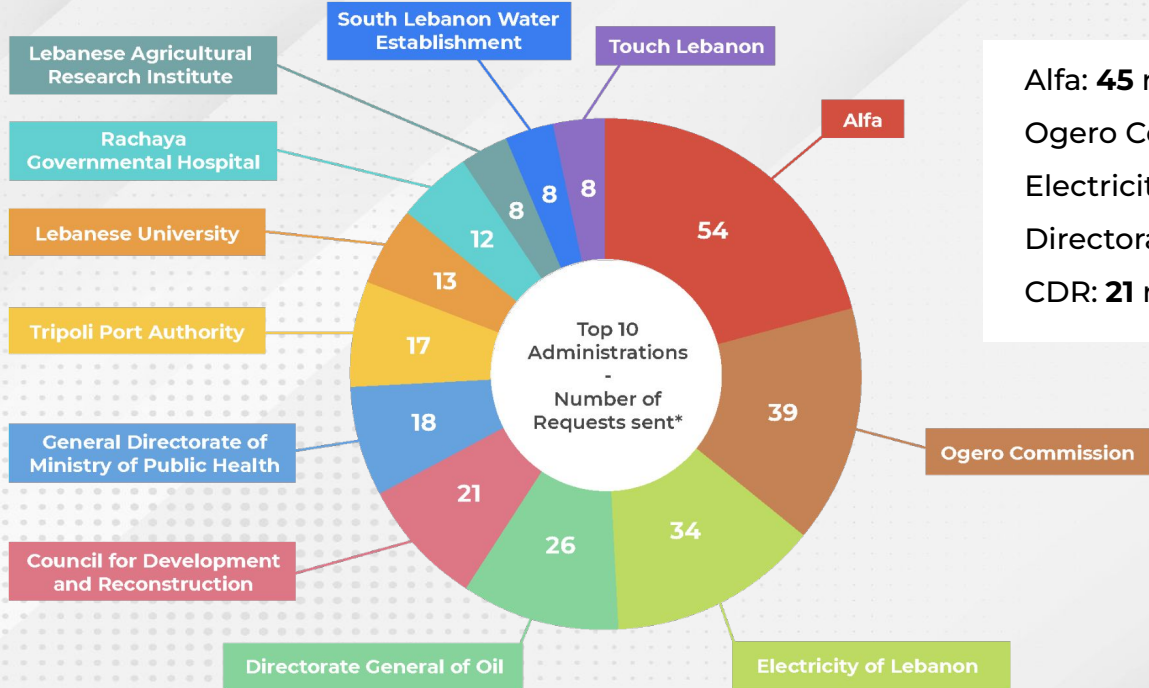 South Lebanon Water
Establishment
Touch Lebanon
Lebanese Agricultural
Research Institute
Alfa
Rachaya
Governmental Hospital
Lebanese University
Tripoli Port Authority
General Directorate of
Ministry of Public Health
Council for Development
and Reconstruction
Directorate General of Oil
Electricity of Lebanon
Ogero Commission
54
39
34
26
21
18
17
13
12
8
8
8
Top 10
Administrations
-
Number of
Requests sent*
Alfa: 45
Ogero
CDR: 21